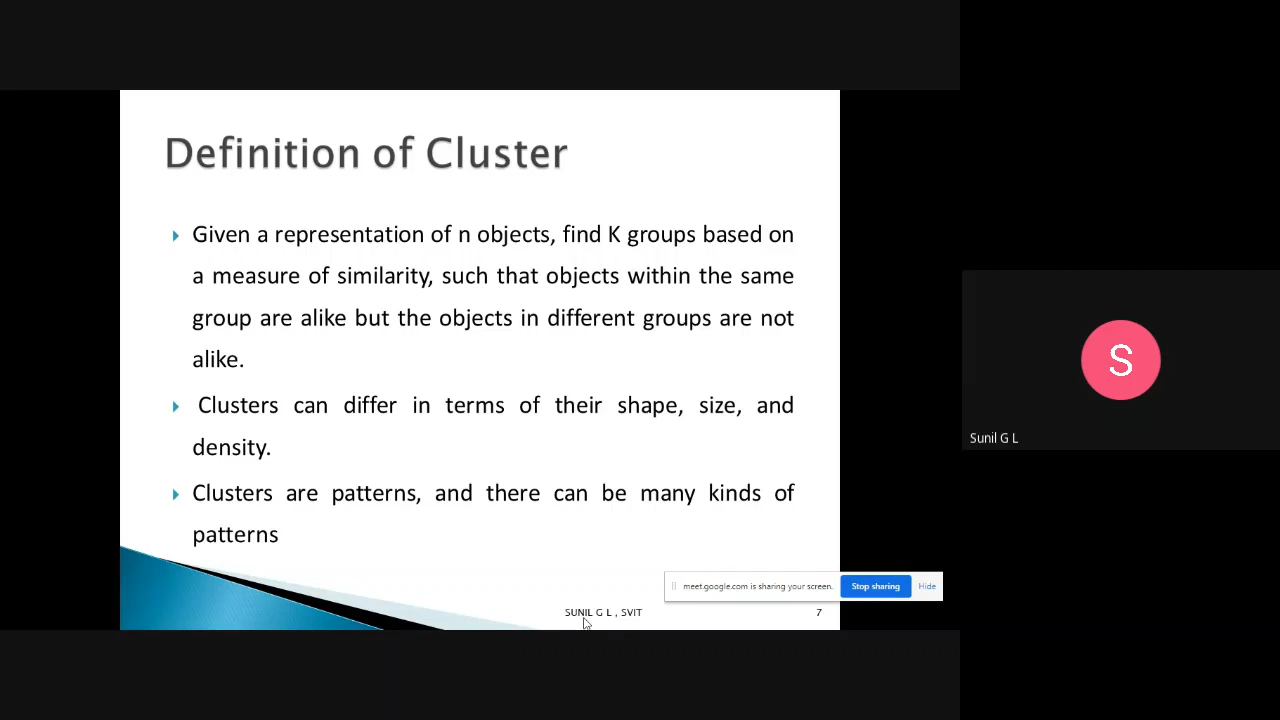 Definition of Cluster
Given a representation of n objects, find K groups based on
a measure of similarity, such that objects within the same
group are alike but the objects in different groups are not
alike.
Clusters can differ in terms of their shape, size, and
density.
Clusters are patterns, and there can be many kinds of
patterns
meet.google.com is sharing your screen. Stop sharing Hide
SUNIL G L , SVIT 7
S
Sunil G L